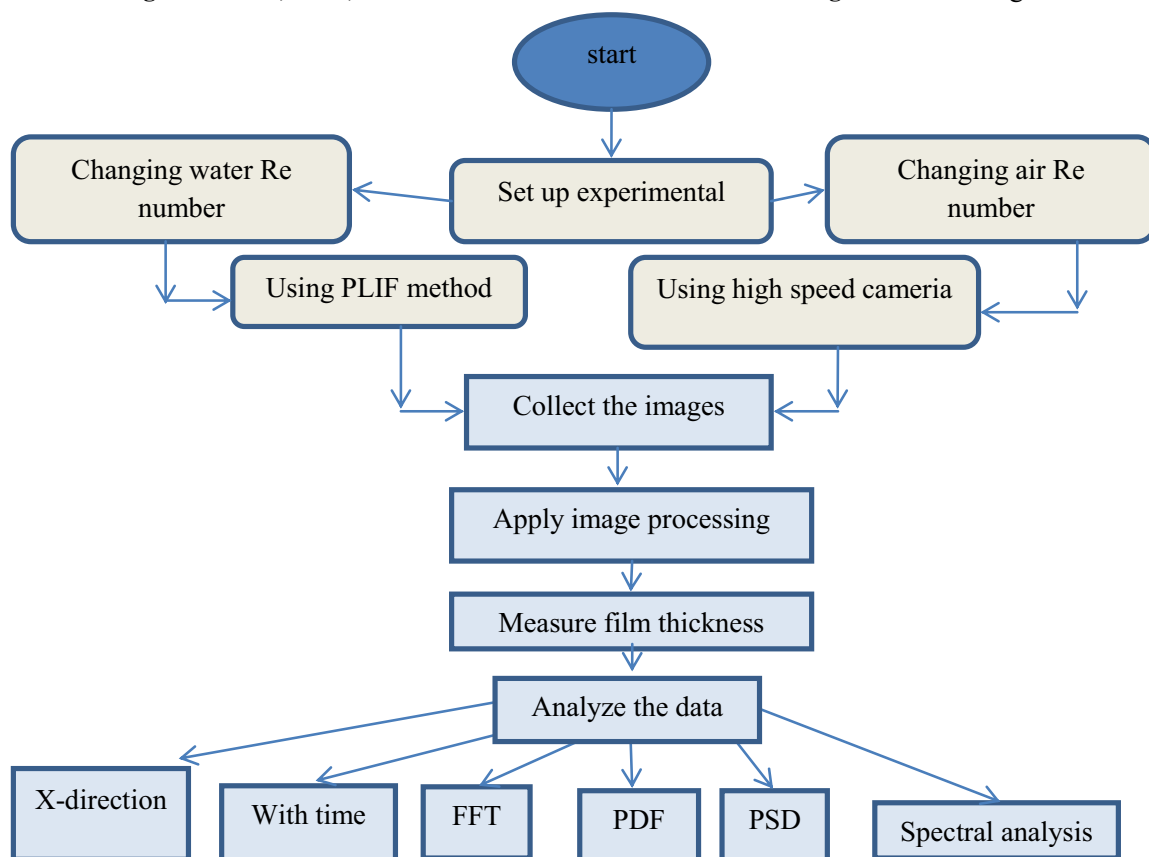 start
Changing water Re
number
Set up experimental
Changing air Re
number
Using PLIF method
Using high speed cameria
Collect the images
Apply image processing
Measure film thickness
Analyze the data
X-direction
With time
FFT
PDF
PSD
Spectral analysis